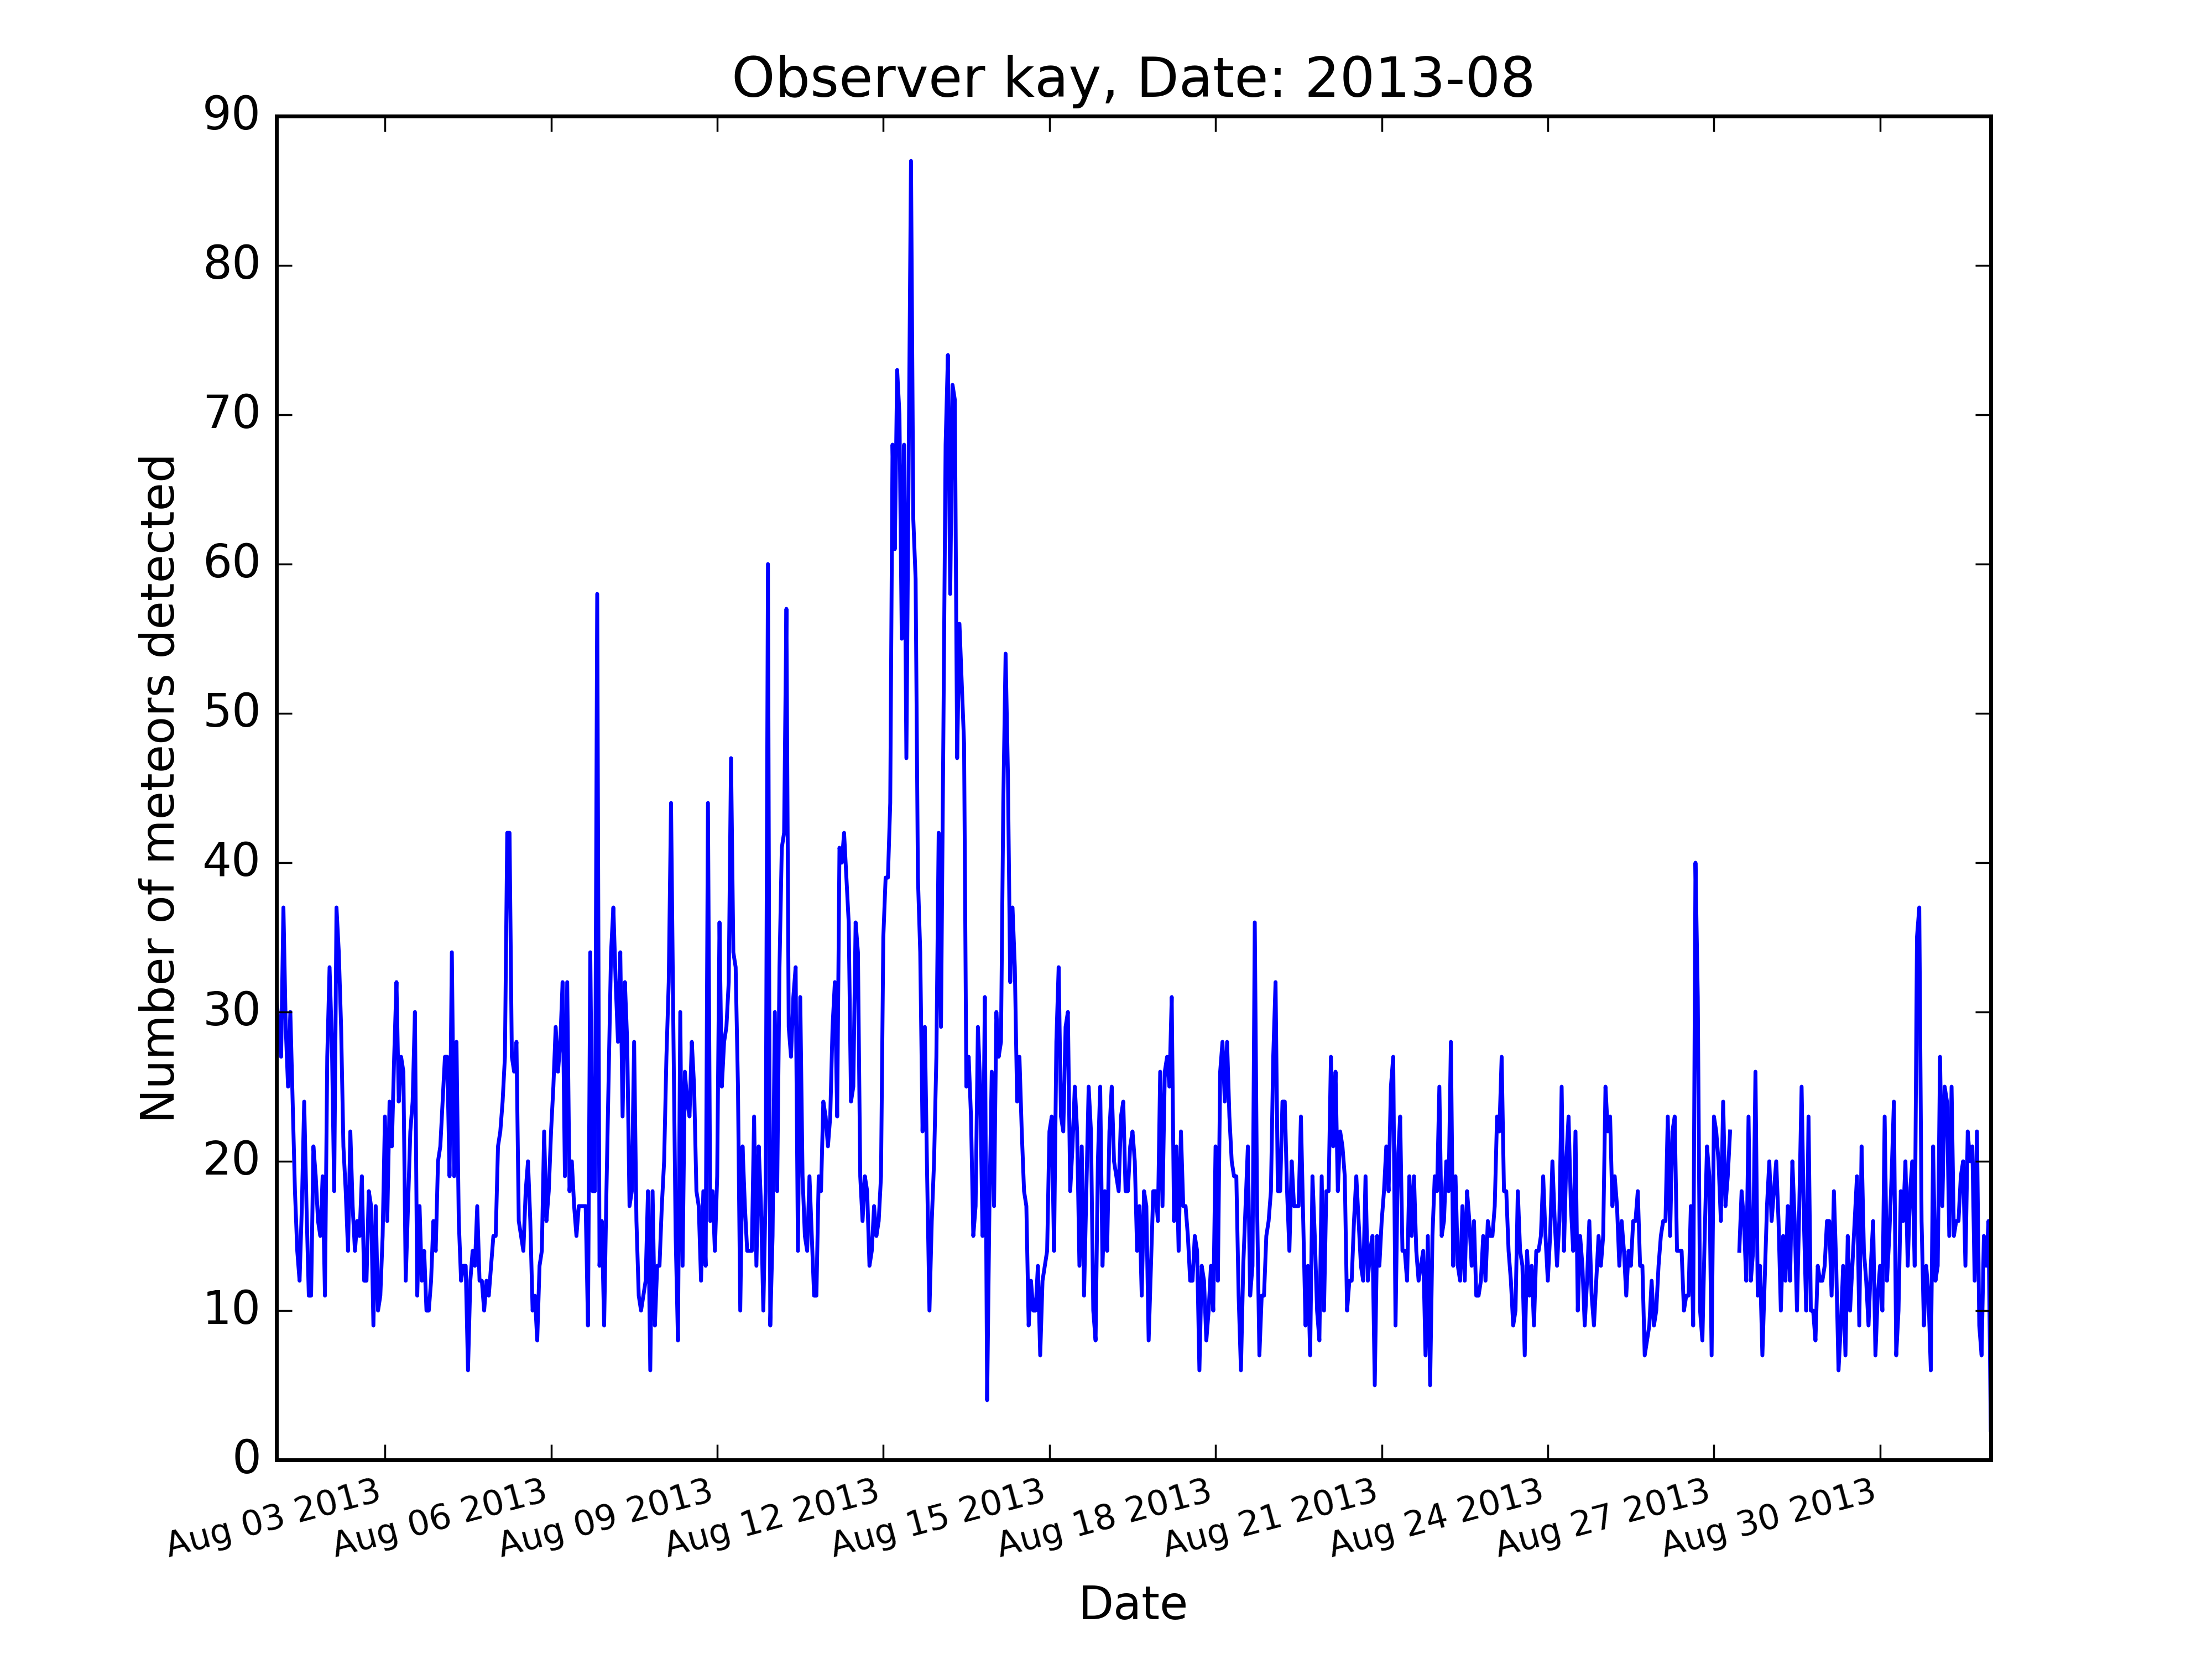 Observer kay, Date: 2013-08
90
80
70
60
50
40
30
20
10
0
Number of meteors detected
Aug 03 2013
Aug 06 2013
Aug 09 2013
Aug 12 2013
Aug 15 2013
Aug 18 2013
Aug 21 2013
Aug 24 2013
Aug 27 2013
Aug 30 2013
Date